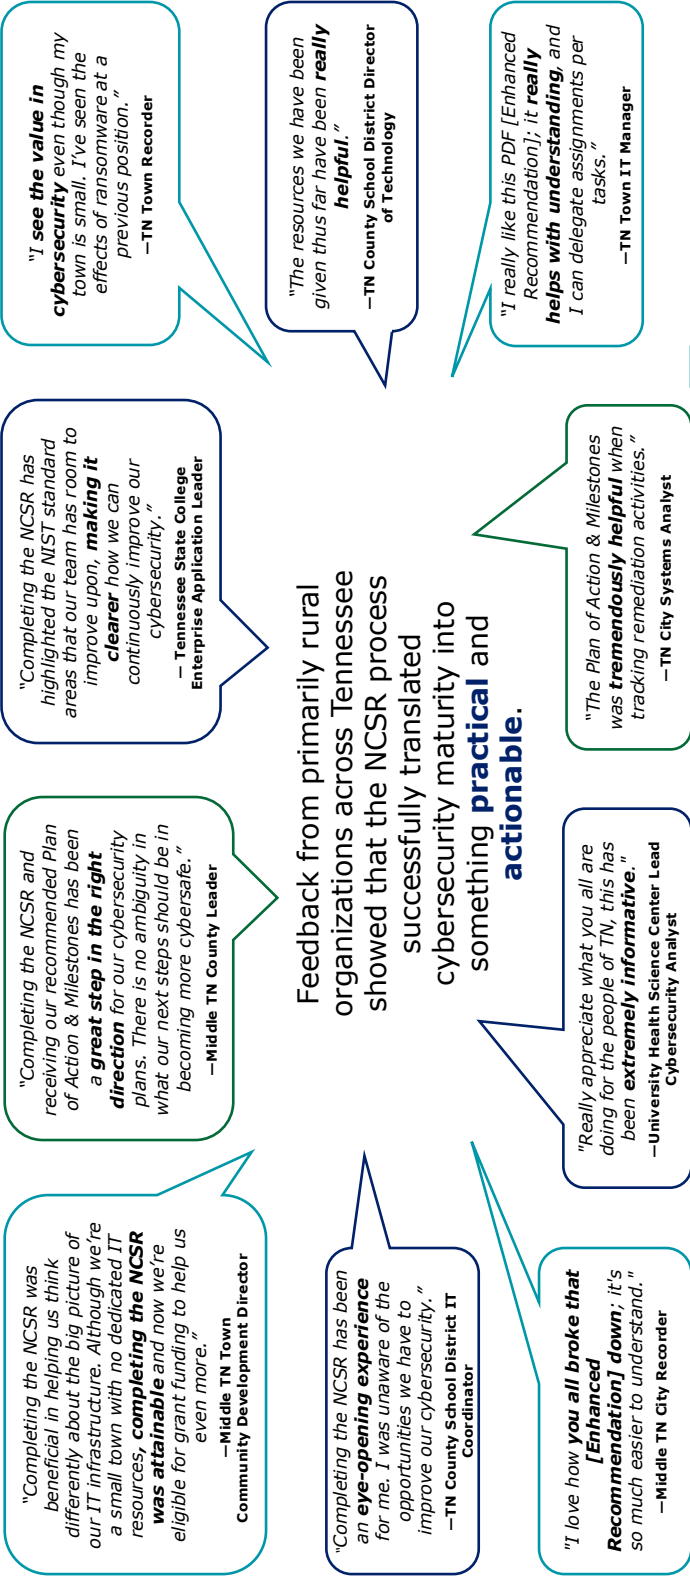 “Completing the NCSR was
beneficial in helping us think
differently about the big picture of
our IT infrastructure. Although we’re
a small town with no dedicated IT
resources, completing the NCSR
was attainable and now we’re
eligible for grant funding to help us
even more.”
—Middle TN Town
Community Development Director
“Completing the NCSR and
receiving our recommended Plan
of Action & Milestones has been
a great step in the right
direction for our cybersecurity
plans. There is no ambiguity in
what our next steps should be in
becoming more cybersafe.”
—Middle TN County Leader
“Completing the NCSR has
highlighted the NIST standard
areas that our team has room to
improve upon, making it
clearer how we can
continuously improve our
cybersecurity.”
— Tennessee State College
Enterprise Application Leader
“I see the value in
cybersecurity even though my
town is small. I’ve seen the
effects of ransomware at a
previous position.”
—TN Town Recorder
“Completing the NCSR has been
an eye-opening experience
for me. I was unaware of the
opportunities we have to
improve our cybersecurity.”
—TN County School District IT
Coordinator
Feedback from primarily rural
organizations across Tennessee
showed that the NCSR process
successfully translated
cybersecurity maturity into
something practical and
actionable.
“The resources we have been
given thus far have been really
helpful.”
—TN County School District Director
of Technology
"I love how you all broke that
[Enhanced
Recommendation] down; it's
so much easier to understand."
—Middle TN City Recorder
"Really appreciate what you all are
doing for the people of TN, this has
been extremely informative."
—University Health Science Center Lead
Cybersecurity Analyst
“The Plan of Action & Milestones
was tremendously helpful when
tracking remediation activities.”
—TN City Systems Analyst
“I really like this PDF [Enhanced
Recommendation]; it really
helps with understanding, and
I can delegate assignments per
tasks.”
—TN Town IT Manager